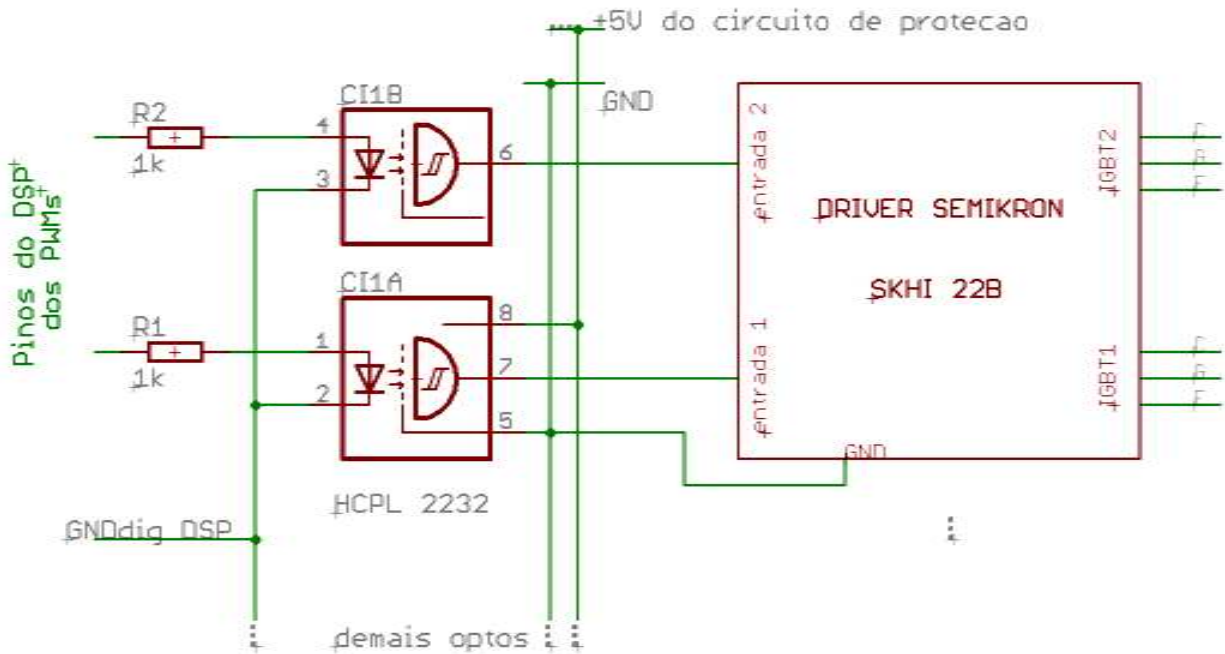 +5V do circuito de protecao
GND
CI1B
R2
1k
4
3
6
Pinos do DSP
dos PWMs
CI1A
R1
1k
1
2
8
7
5
HCPL 2232
GNDdig DSP
demais optos
entrada 2
entrada 1
DRIVER SEMIKRON
SKHI 22B
IGBT2
IGBT1
GND